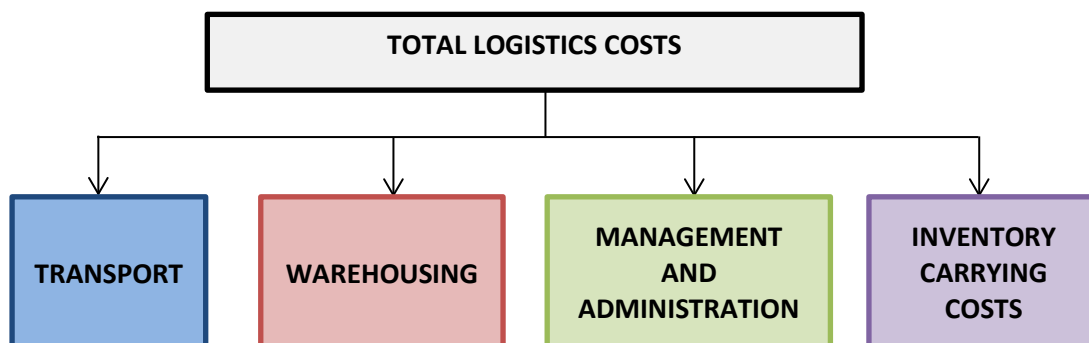 TOTAL LOGISTICS COSTS
TRANSPORT
WAREHOUSING
MANAGEMENT
AND
ADMINISTRATION
INVENTORY
CARRYING
COSTS